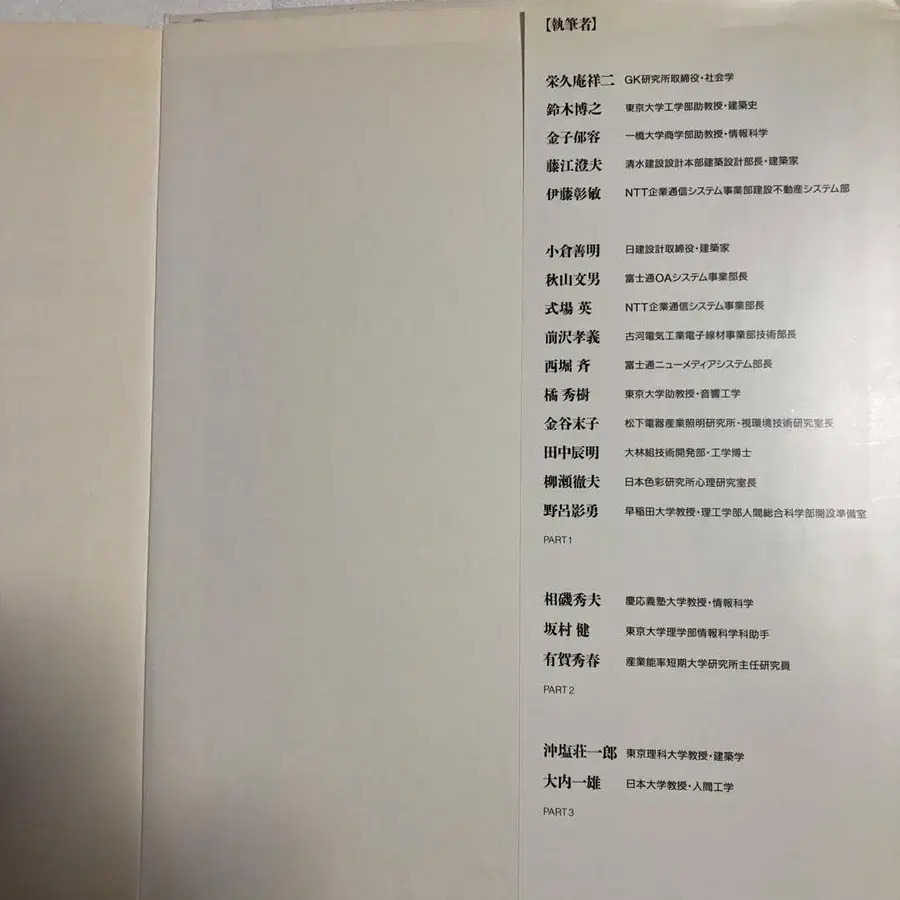 【執筆者】
栄久庵祥二 GK研究所取締役・社会学
鈴木博之 東京大学工学部助教授・建築史
金子郁容 一橋大学商学部助教授・情報科学
藤江澄夫 清水建設設計本部建築設計部長・建築家
伊藤彰敏 NTT企業通信システム事業部建設不動産システム部
小倉善明 日建設計取締役・建築家
秋山文男 富士通OAシステム事業部長
式場 英 NTT企業通信システム事業部長
前沢孝義 古河電気工業電子線材事業部技術部長
西堀 斉 富士通ニューメディアシステム部長
橘 秀樹 東京大学助教授・音響工学
金谷末子 松下電器産業照明研究所・視環境技術研究室長
田中辰明 大林組技術開発部・工学博士
柳瀬徹夫 日本色彩研究所心理研究室長
野呂影勇 早稲田大学教授・理工学部人間総合科学部開設準備室
PART1
相磯秀夫 慶応義塾大学教授・情報科学
坂村 健 東京大学理学部情報科学科助手
有賀秀春 産業能率短期大学研究所主任研究員
PART2
沖塩荘一郎 東京理科大学教授・建築学
大内一雄 日本大学教授・人間工学
PART3